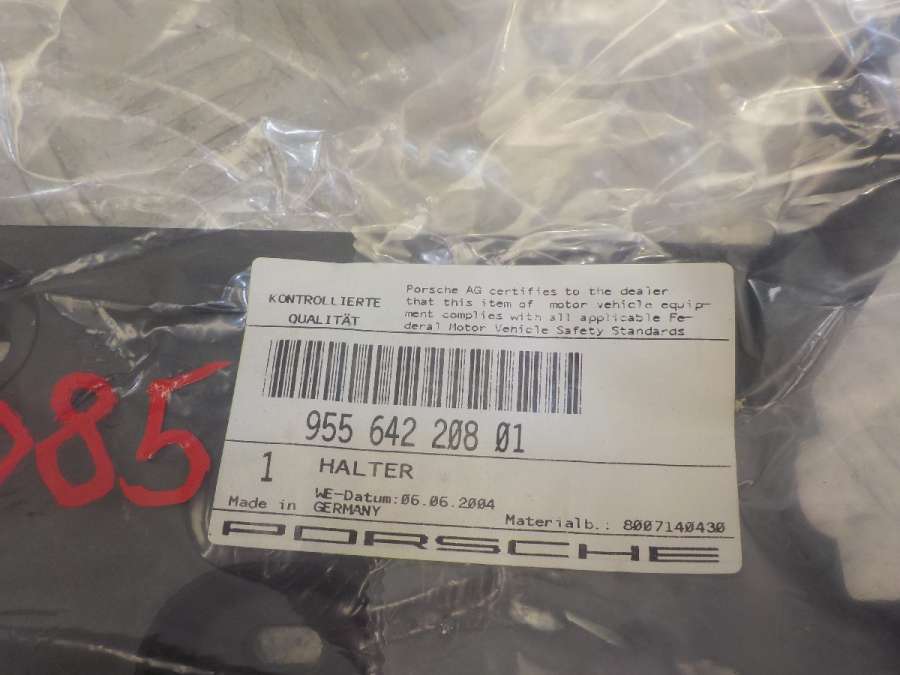 KONTROLLIERTE
QUALITÄT
Porsche AG certifies to the dealer
that this item of motor vehicle equip-
ment complies with all applicable Fe-
deral Motor Vehicle Safety Standards
955 642 208 01
1 HALTER
WE-Datum:06.06.2004
Made in GERMANY
Materialb.: 8007140430
PORSCHE
085